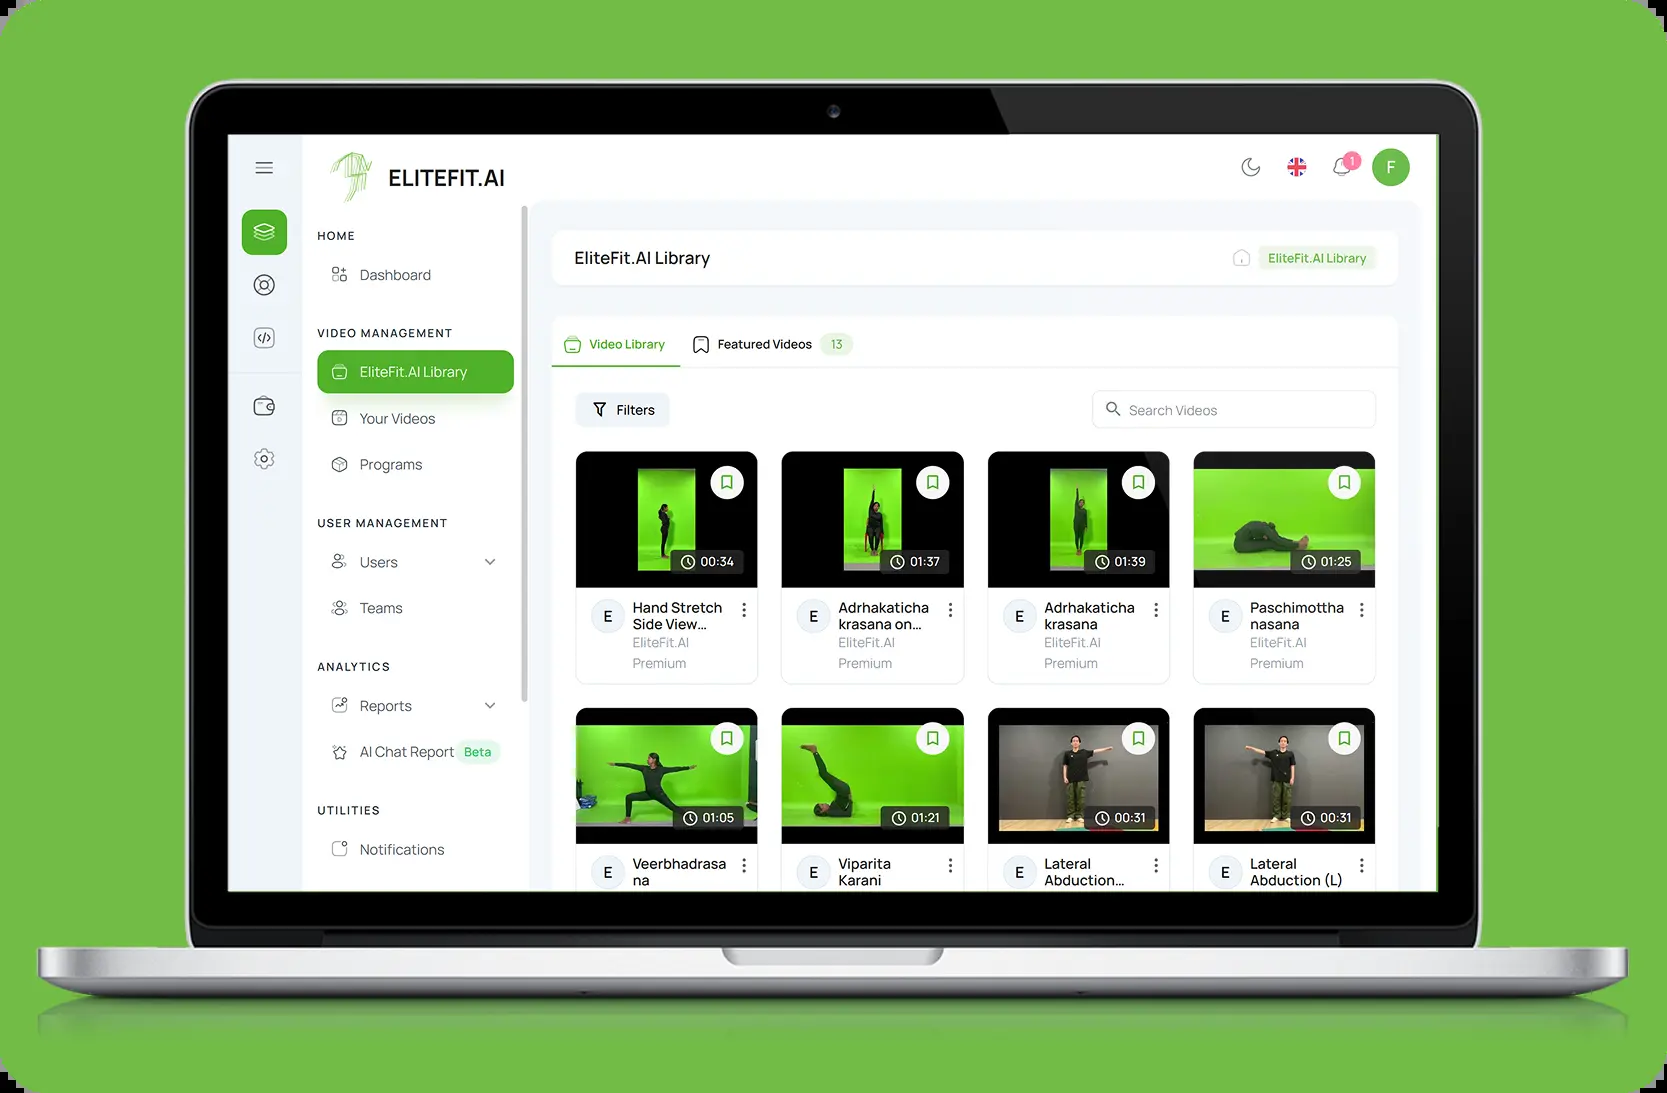 ELITEFIT.AI
1
F
HOME
Dashboard
VIDEO MANAGEMENT
EliteFit.AI Library
Your Videos
Programs
USER MANAGEMENT
Users
Teams
ANALYTICS
Reports
AI Chat Report Beta
UTILITIES
Notifications
EliteFit.AI Library
EliteFit.AI Library
Video Library
Featured Videos 13
Filters
Search Videos
00:34
01:37
01:39
01:25
E
Hand Stretch
Side View...
EliteFit.AI
Premium
E
Adrhakaticha
krasana on...
EliteFit.AI
Premium
E
Adrhakaticha
krasana
EliteFit.AI
Premium
E
Paschimottha
nasana
EliteFit.AI
Premium
01:05
01:21
00:31
00:31
E
Veerbhadrasa
na
E
Viparita
Karani
E
Lateral
Abduction...
E
Lateral
Abduction (L)